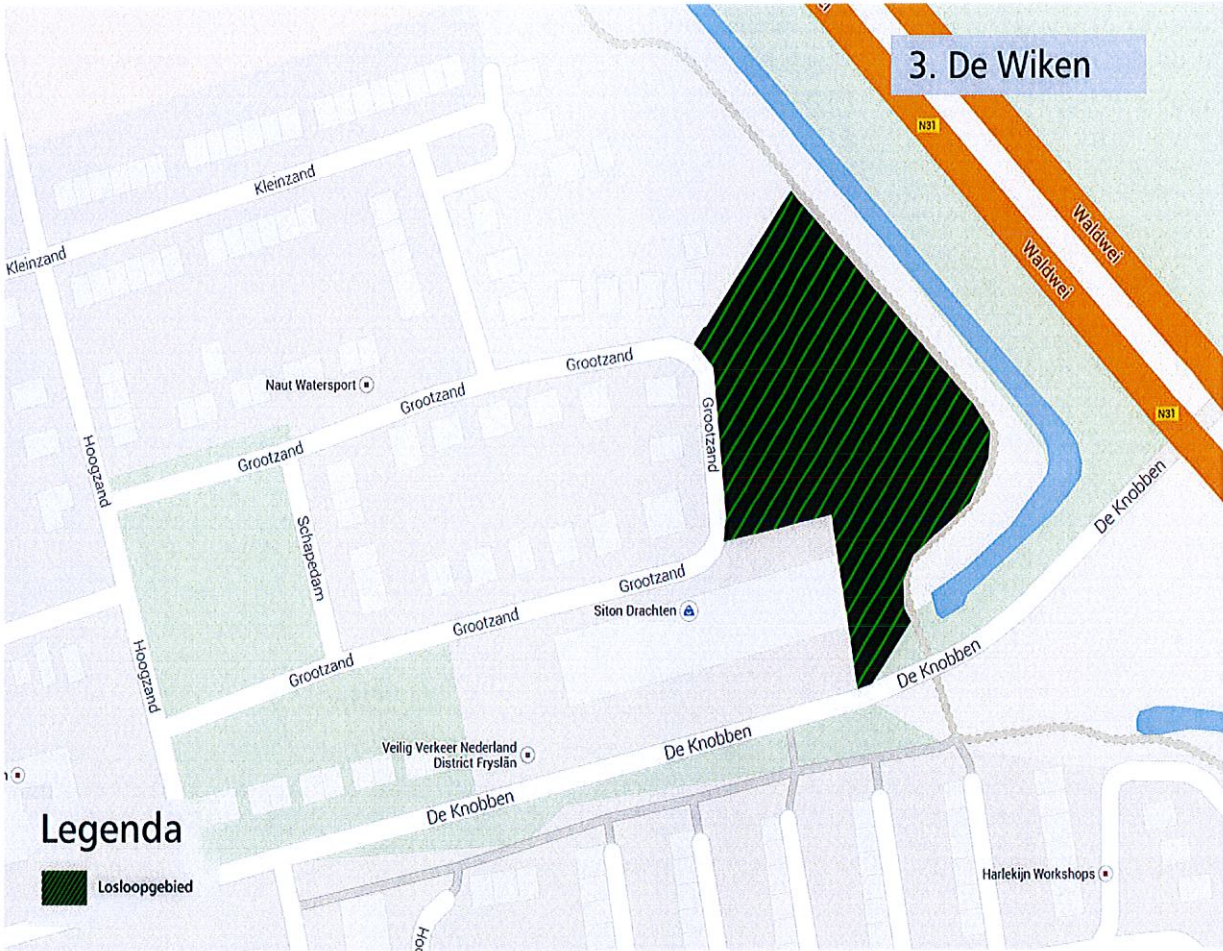 3. De Wiken
N31
Kleinzand
Kleinzand
Waldwei
Waldwei
Grootzand
Naut Watersport
Grootzand
Grootzand
N31
Hoogzand
Grootzand
De Knobben
Schapedam
Grootzand
Siton Drachten
Grootzand
Hoogzand
Grootzand
De Knobben
De Knobben
Veilig Verkeer Nederland
District Fryslân
De Knobben
Legenda
Losloopgebied
Harlekijn Workshops